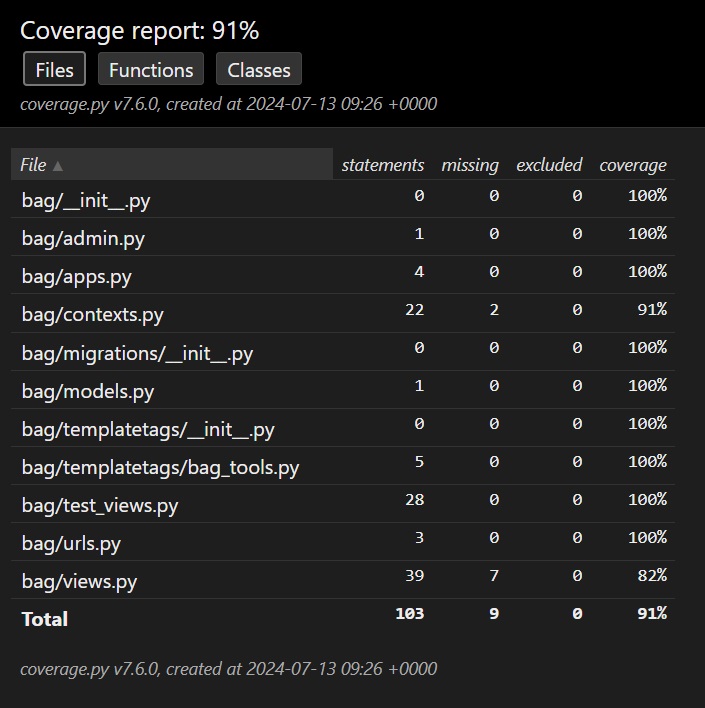 Coverage report: 91%
Files Functions Classes
coverage.py v7.6.0, created at 2024-07-13 09:26 +0000
File ▲ statements missing excluded coverage
bag/__init__.py 0 0 0 100%
bag/admin.py 1 0 0 100%
bag/apps.py 4 0 0 100%
bag/contexts.py 22 2 0 91%
bag/migrations/__init__.py 0 0 0 100%
bag/models.py 1 0 0 100%
bag/templatetags/__init__.py 0 0 0 100%
bag/templatetags/bag_tools.py 5 0 0 100%
bag/test_views.py 28 0 0 100%
bag/urls.py 3 0 0 100%
bag/views.py 39 7 0 82%
Total 103 9 0 91%
coverage.py v7.6.0, created at 2024-07-13 09:26 +0000